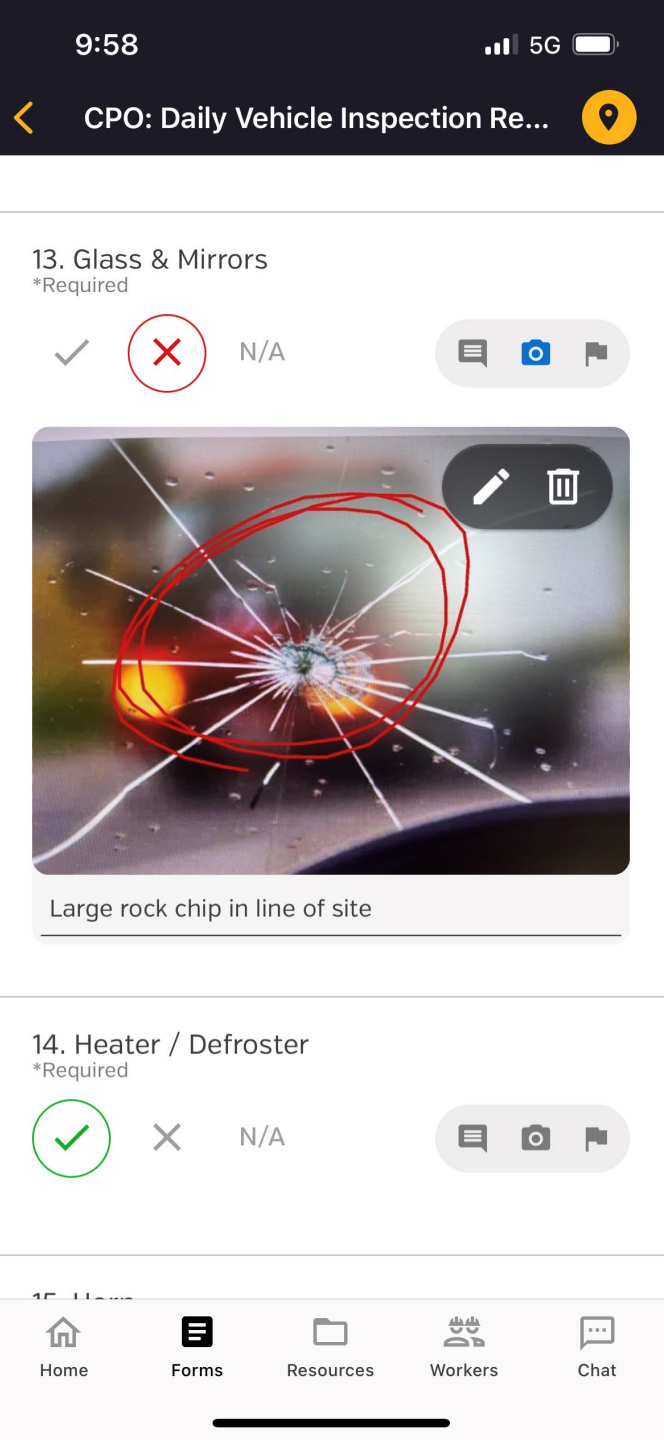 9:58
5G
CPO: Daily Vehicle Inspection Re...
13. Glass & Mirrors
*Required
N/A
Large rock chip in line of site
14. Heater / Defroster
*Required
N/A
Home
Forms
Resources
Workers
Chat